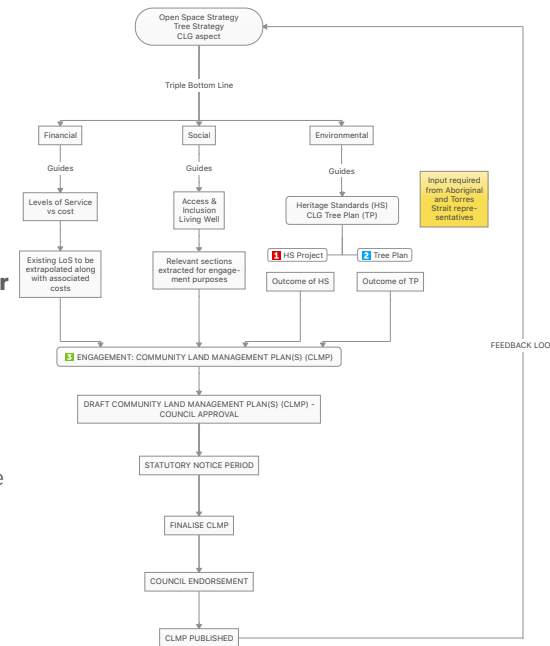 Open Space Strategy
Tree Strategy
CLG aspect
Triple Bottom Line
Financial
Social
Environmental
Guides
Guides
Guides
Levels of Service
vs cost
Access &
Inclusion
Living Well
Heritage Standards (HS)
CLG Tree Plan (TP)
Input required
from Aboriginal
and Torres
Strait repre-
sentatives
Existing LoS to be
extrapolated along
with associated
costs
Relevant sections
extracted for engage-
ment purposes
1 HS Project
2 Tree Plan
Outcome of HS
Outcome of TP
r
FEEDBACK LOO
3 ENGAGEMENT: COMMUNITY LAND MANAGEMENT PLAN(S) (CLMP)
DRAFT COMMUNITY LAND MANAGEMENT PLAN(S) (CLMP) -
COUNCIL APPROVAL
STATUTORY NOTICE PERIOD
e
FINALISE CLMP
COUNCIL ENDORSEMENT
CLMP PUBLISHED